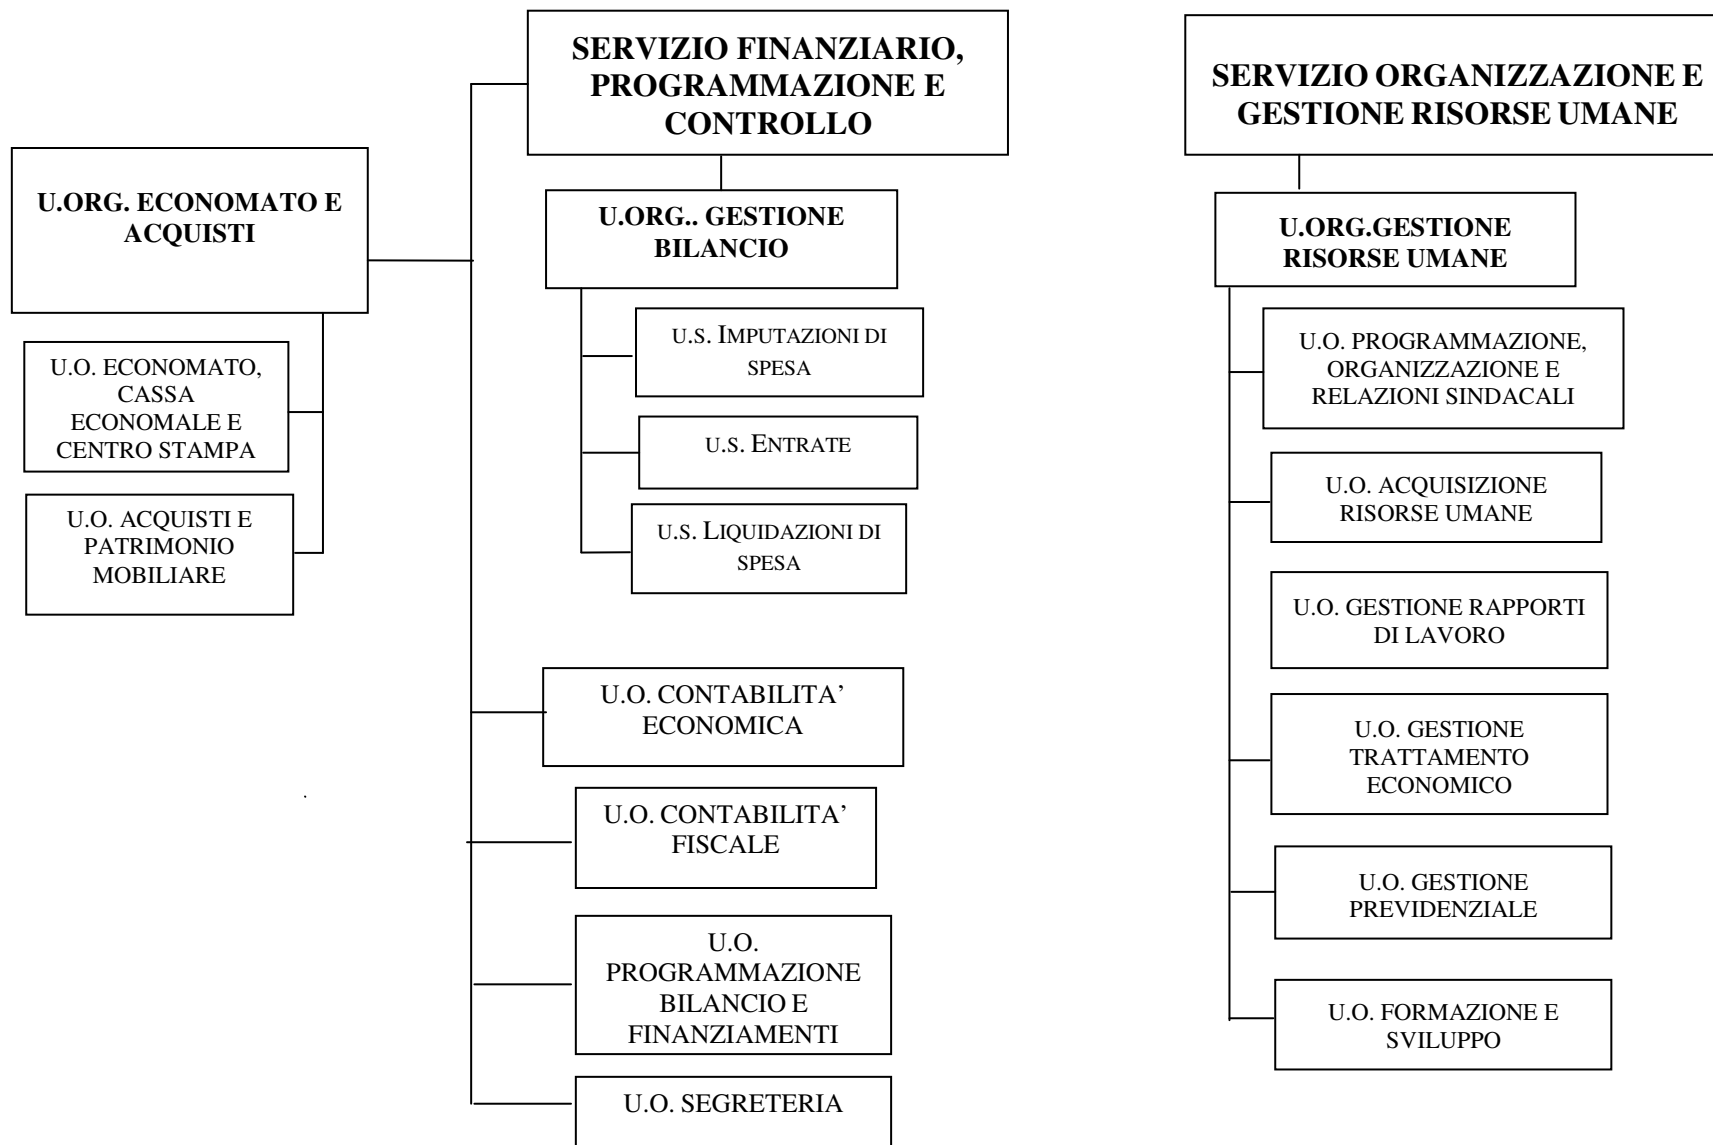 SERVIZIO FINANZIARIO,
PROGRAMMAZIONE E
CONTROLLO
U.ORG. ECONOMATO E
ACQUISTI
U.O. ECONOMATO,
CASSA
ECONOMALE E
CENTRO STAMPA
U.O. ACQUISTI E
PATRIMONIO
MOBILIARE
U.ORG.. GESTIONE
BILANCIO
U.S. IMPUTAZIONI DI
SPESA
U.S. ENTRATE
U.S. LIQUIDAZIONI DI
SPESA
U.O. CONTABILITA’
ECONOMICA
U.O. CONTABILITA’
FISCALE
U.O.
PROGRAMMAZIONE
BILANCIO E
FINANZIAMENTI
U.O. SEGRETERIA
SERVIZIO ORGANIZZAZIONE E
GESTIONE RISORSE UMANE
U.ORG.GESTIONE
RISORSE UMANE
U.O. PROGRAMMAZIONE,
ORGANIZZAZIONE E
RELAZIONI SINDACALI
U.O. ACQUISIZIONE
RISORSE UMANE
U.O. GESTIONE RAPPORTI
DI LAVORO
U.O. GESTIONE
TRATTAMENTO
ECONOMICO
U.O. GESTIONE
PREVIDENZIALE
U.O. FORMAZIONE E
SVILUPPO